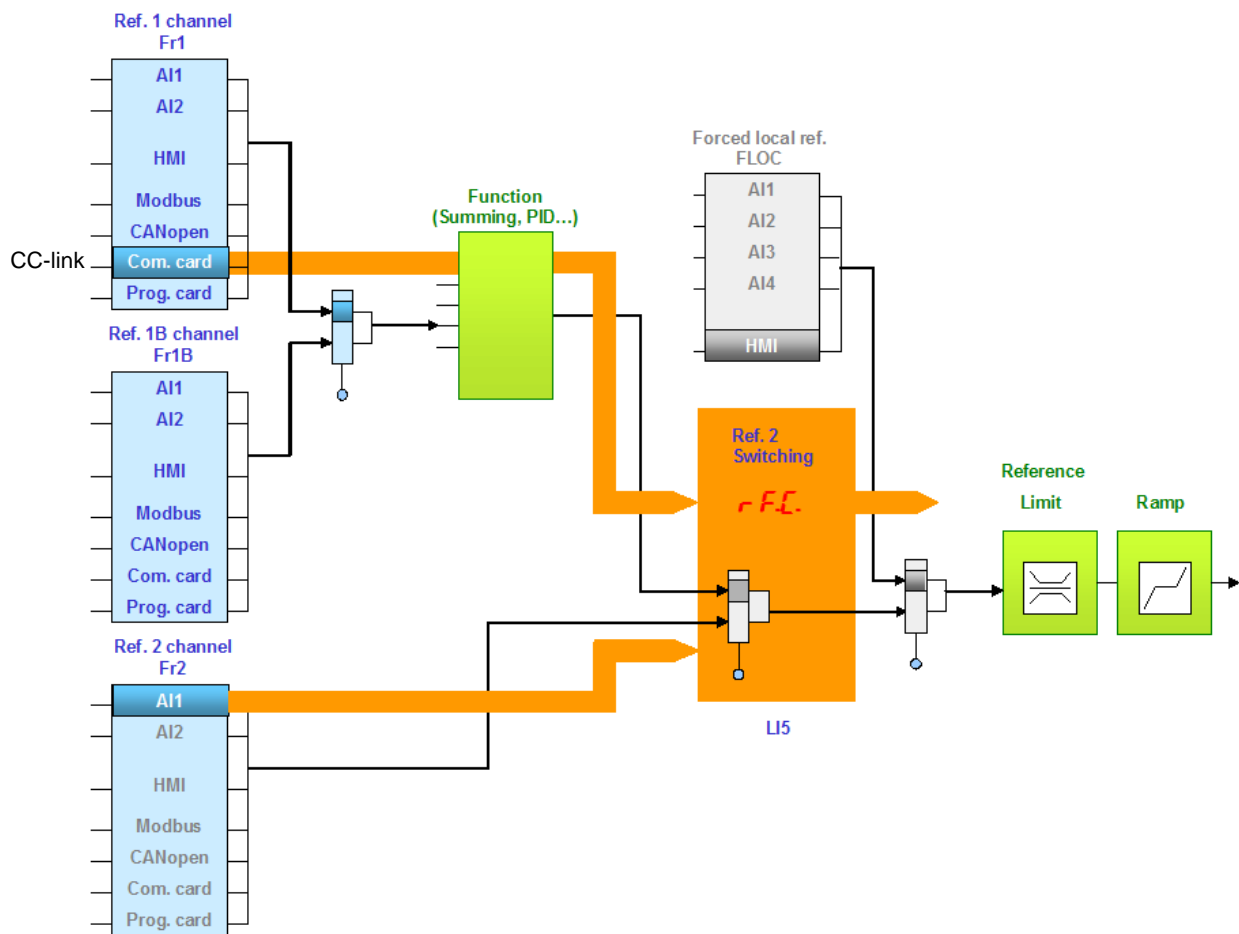 Ref. 1 channel
Fr1
AI1
AI2
HMI
Modbus
CANopen
CC-link
Com. card
Prog. card
Ref. 1B channel
Fr1B
AI1
AI2
HMI
Modbus
CANopen
Com. card
Prog. card
Ref. 2 channel
Fr2
AI1
AI2
HMI
Modbus
CANopen
Com. card
Prog. card
Function
(Summing, PID...)
Forced local ref.
FLOC
AI1
AI2
AI3
AI4
HMI
Ref. 2
Switching
rF.C.
LI5
Reference
Limit
Ramp